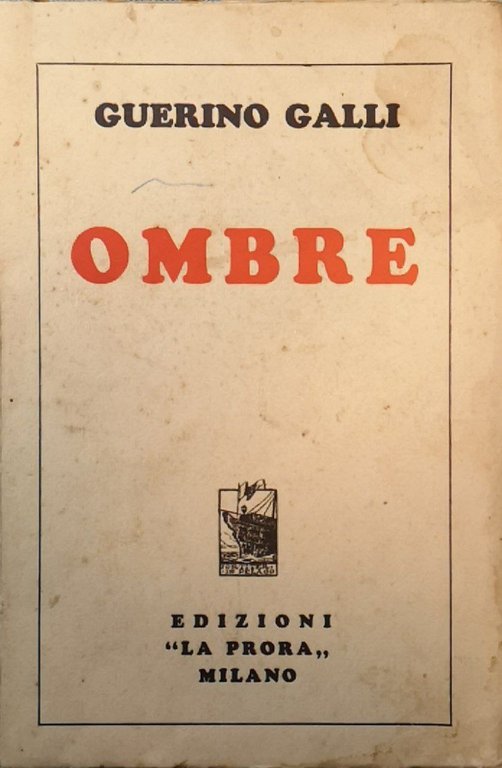 GUERINO GALLI
OMBRE
EDIZIONI
“LA PRORA„
MILANO